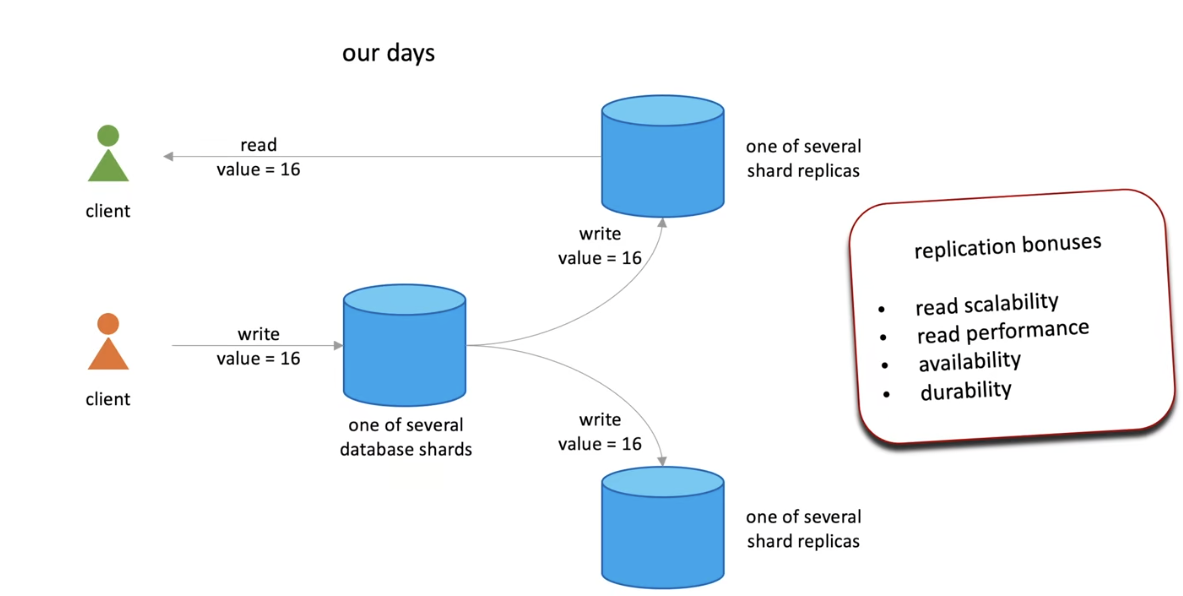 our days
read
value = 16
client
one of several
shard replicas
write
value = 16
write
value = 16
client
one of several
database shards
write
value = 16
one of several
shard replicas
replication bonuses
• read scalability
• read performance
• availability
• durability